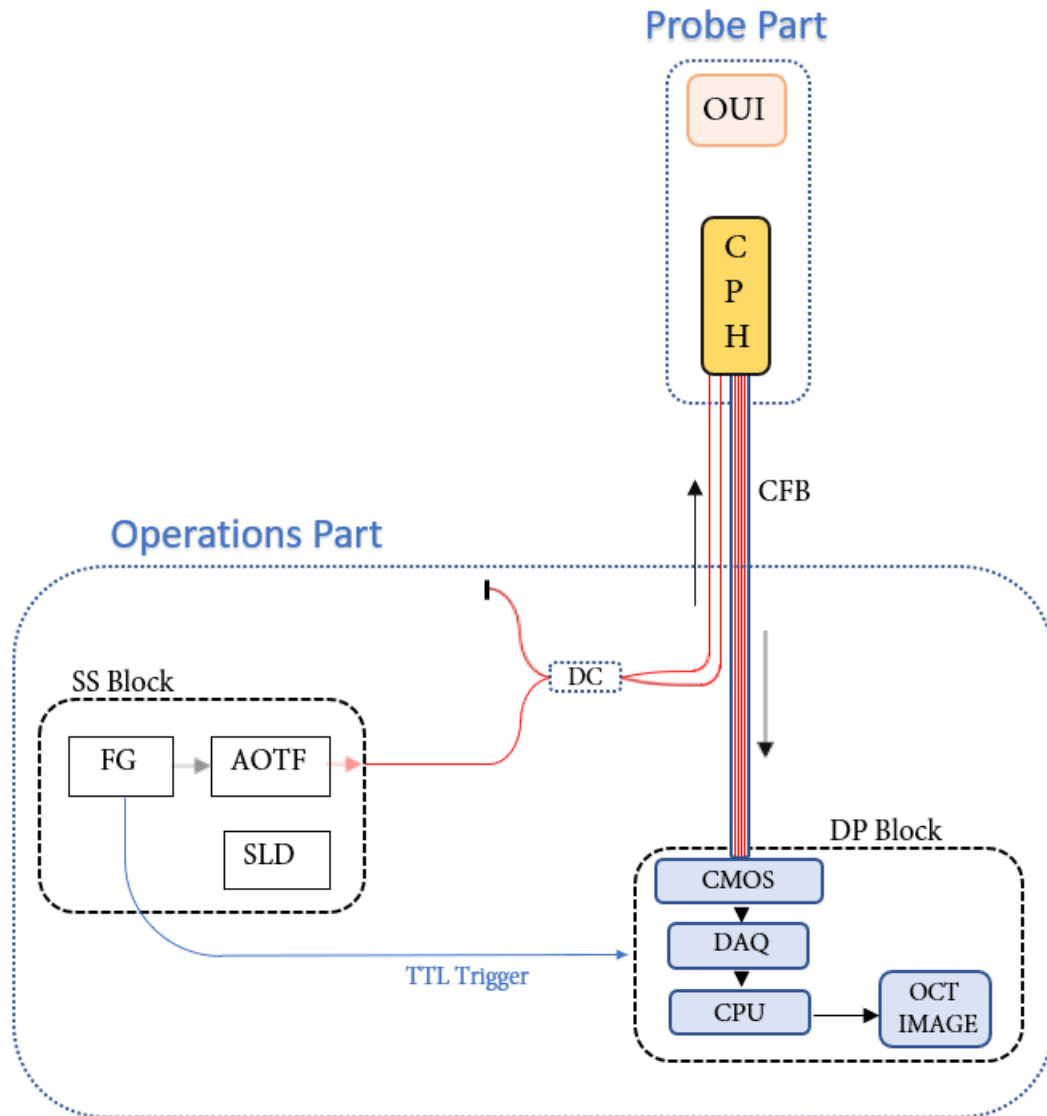 Probe Part
OUI
C
P
H
CFB
Operations Part
DC
SS Block
FG
AOTF
SLD
DP Block
CMOS
DAQ
TTL Trigger
CPU
OCT
IMAGE